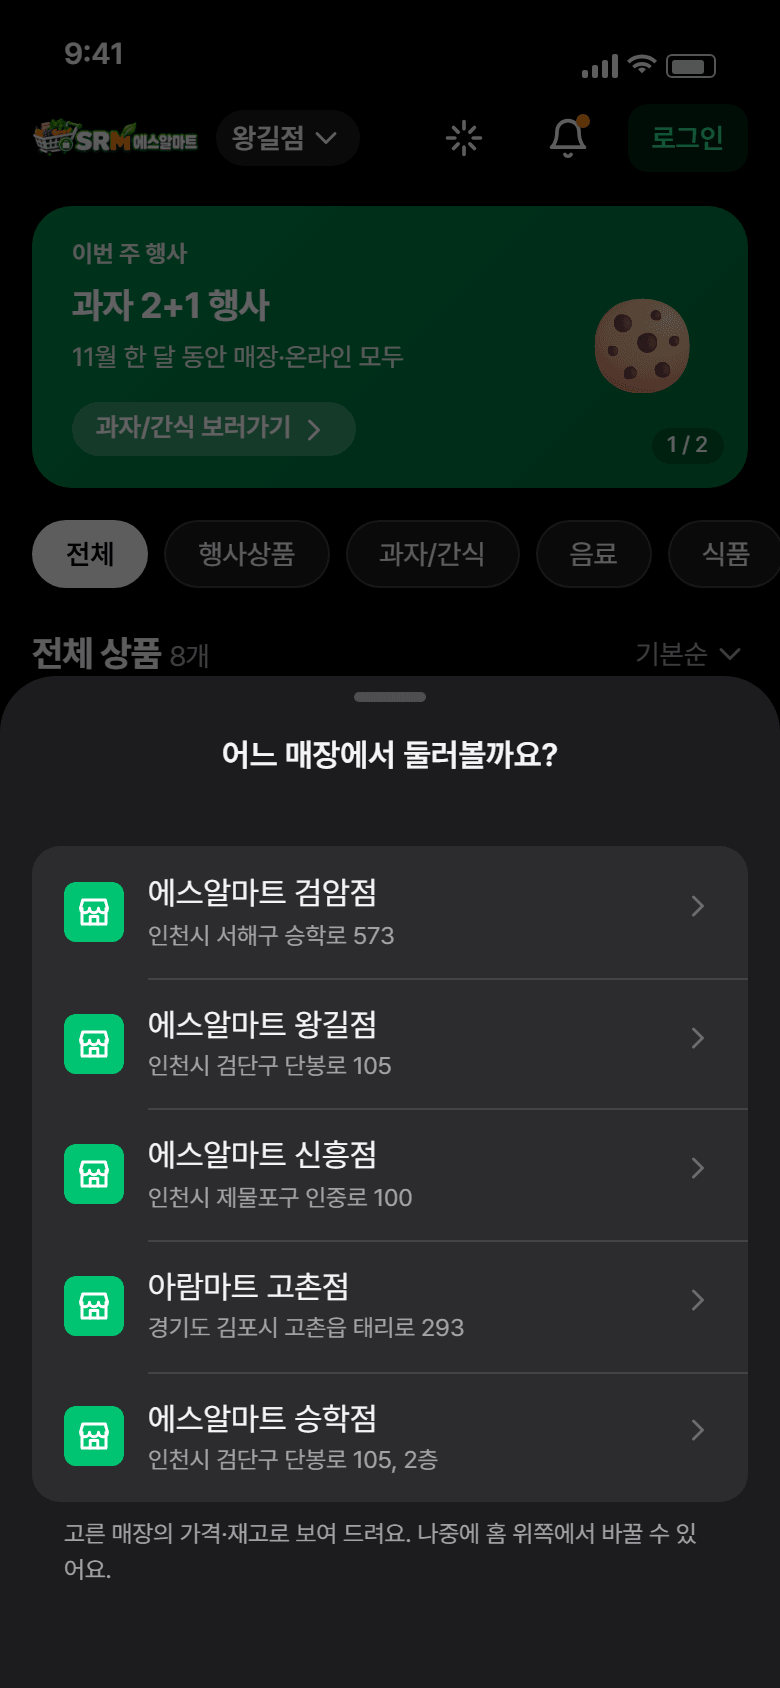 9:41
SRM 에스알마트
왕길점
로그인
이번 주 행사
과자 2+1 행사
11월 한 달 동안 매장·온라인 모두
과자/간식 보러가기
1 / 2
전체
행사상품
과자/간식
음료
식품
전체 상품 8개
기본순
어느 매장에서 둘러볼까요?
에스알마트 검암점
인천시 서해구 승학로 573
에스알마트 왕길점
인천시 검단구 단봉로 105
에스알마트 신흥점
인천시 제물포구 인중로 100
아람마트 고촌점
경기도 김포시 고촌읍 태리로 293
에스알마트 승학점
인천시 검단구 단봉로 105, 2층
고른 매장의 가격·재고로 보여 드려요. 나중에 홈 위쪽에서 바꿀 수 있
어요.